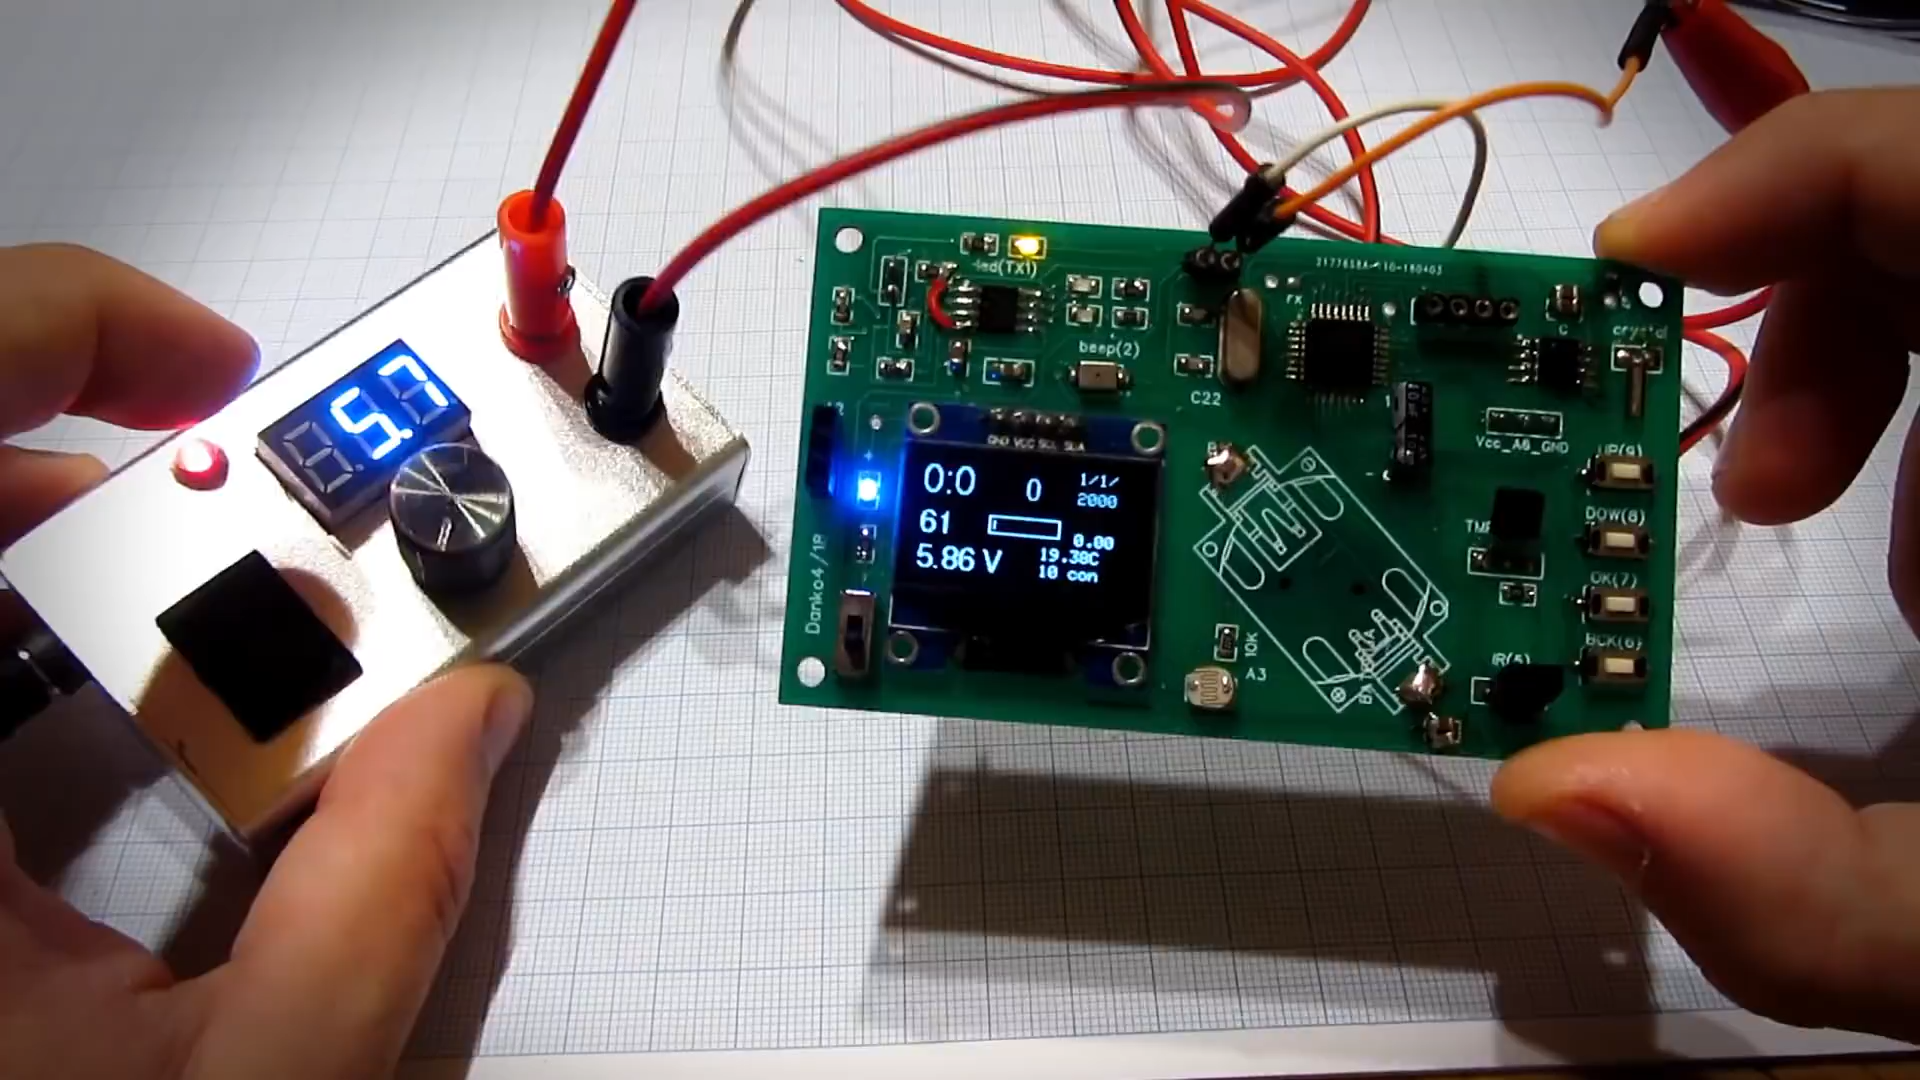 5.7
-led(TX1)
beep(2)
C22
crystal
C
Vcc_A6_GND
UP(9)
DOW(8)
OK(7)
BCK(6)
IR(5)
10K
A3
Danko4/18
GND VCC SCL SDA
0:0
0
1/1/
2000
61
0.00
5.86 V
19.38C
10 con